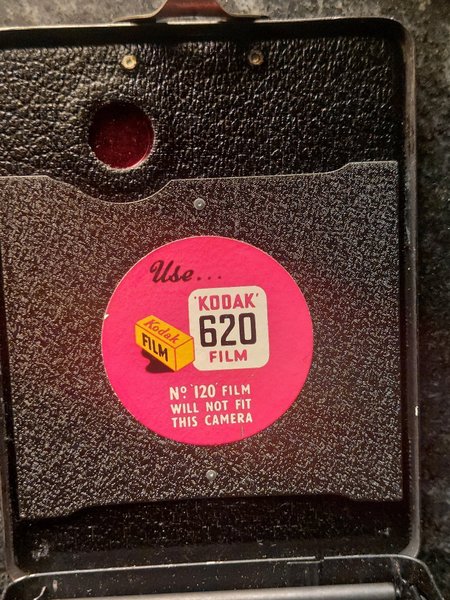 Use...
'KODAK'
620
FILM
Kodak
FILM
Nº '120' FILM
WILL NOT FIT
THIS CAMERA